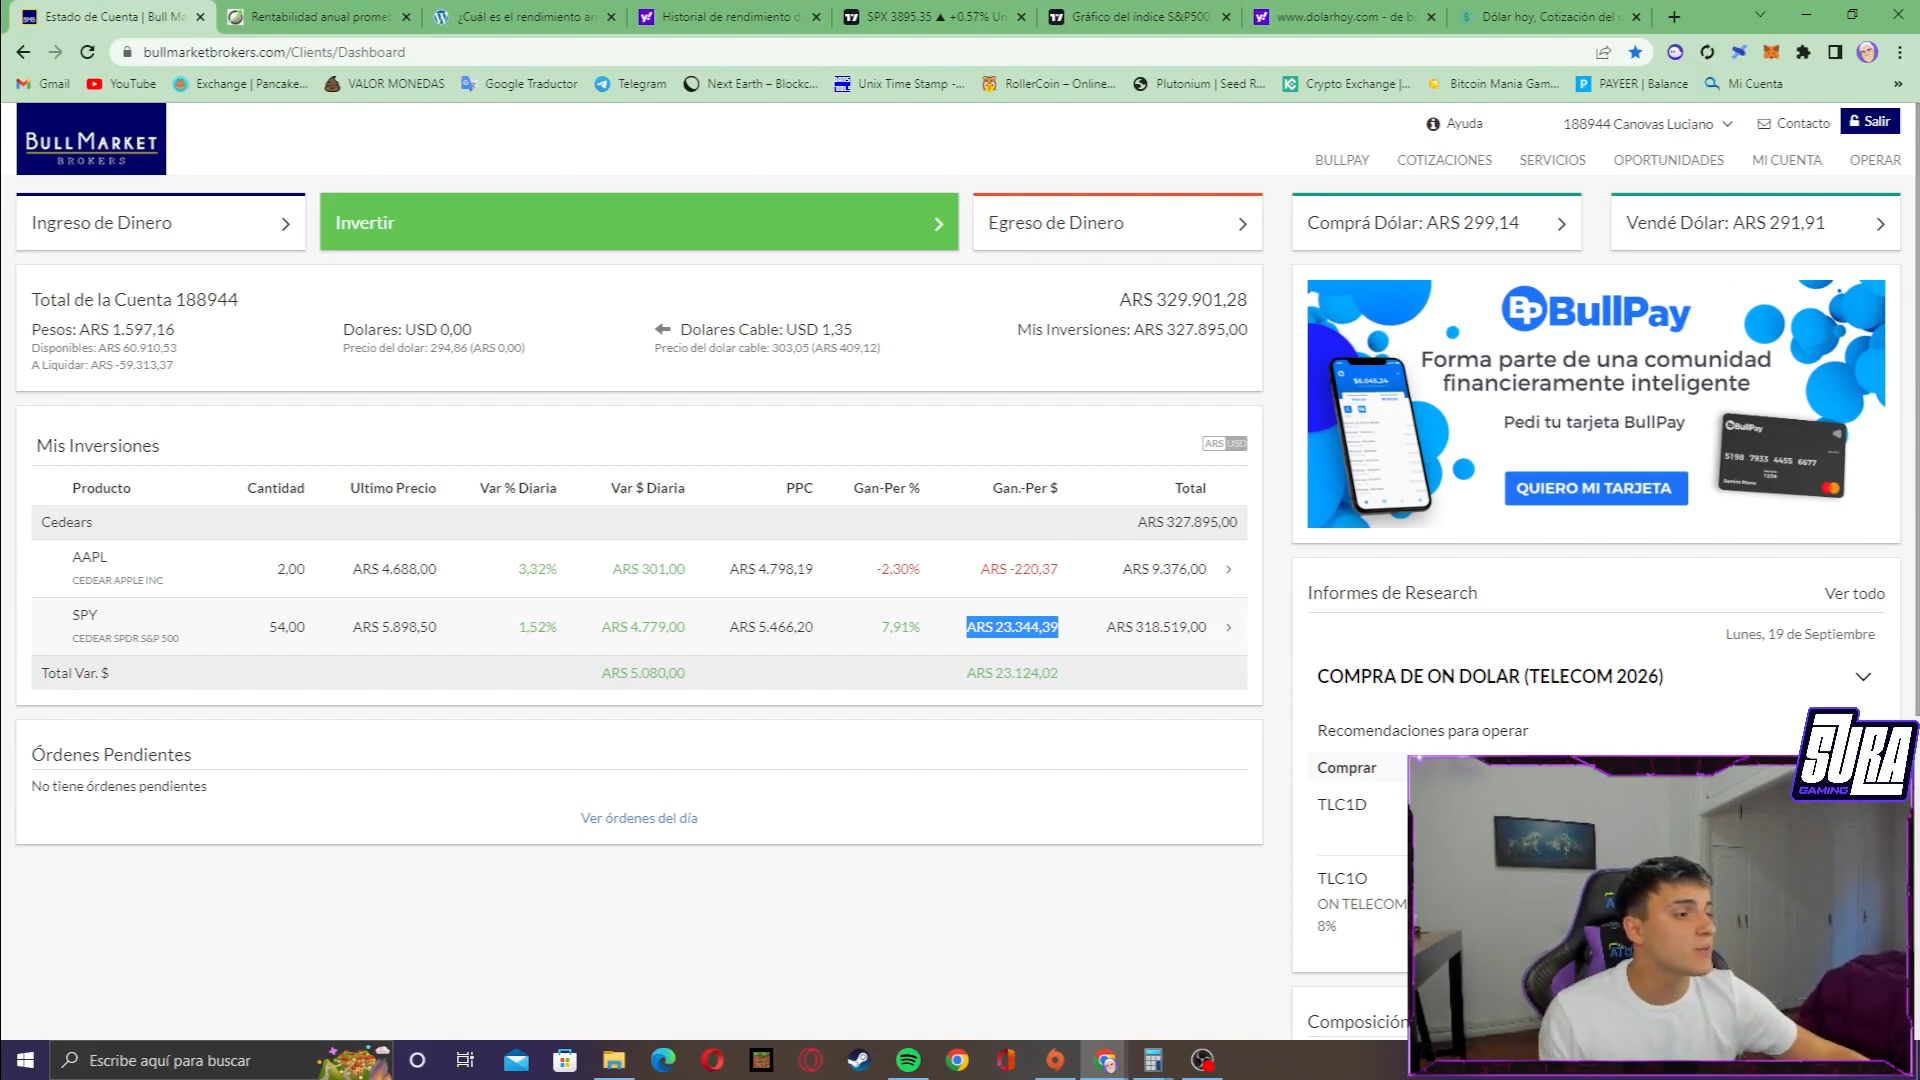 Estado de Cuenta | Bull Ma
Rentabilidad anual prome
¿Cuál es el rendimiento an
Historial de rendimiento d
SPX 3895.35 ▲ +0.57% Un
Gráfico del índice S&P500
www.dolarhoy.com - de b
Dólar hoy, Cotización del
bullmarketbrokers.com/Clients/Dashboard
Gmail
YouTube
Exchange | Pancake...
VALOR MONEDAS
Google Traductor
Telegram
Next Earth – Blockc...
Unix Time Stamp -...
RollerCoin – Online...
Plutonium | Seed R...
Crypto Exchange |...
Bitcoin Mania Gam...
PAYEER | Balance
Mi Cuenta
»
BULLMARKET
BROKERS
Ayuda
188944 Canovas Luciano
Contacto
Salir
BULLPAY
COTIZACIONES
SERVICIOS
OPORTUNIDADES
MI CUENTA
OPERAR
Ingreso de Dinero
Invertir
Egreso de Dinero
Comprá Dólar: ARS 299,14
Vendé Dólar: ARS 291,91
Total de la Cuenta 188944
ARS 329.901,28
Pesos: ARS 1.597,16
Dolares: USD 0,00
Dolares Cable: USD 1,35
Mis Inversiones: ARS 327.895,00
Disponibles: ARS 60.910,53
Precio del dolar: 294,86 (ARS 0,00)
Precio del dolar cable: 303,05 (ARS 409,12)
A Liquidar: ARS -59.313,37
Mis Inversiones
ARS USD
Producto Cantidad Ultimo Precio Var % Diaria Var $ Diaria PPC Gan-Per % Gan.-Per $ Total
Cedears ARS 327.895,00
AAPL
CEDEAR APPLE INC
2,00 ARS 4.688,00 3,32% ARS 301,00 ARS 4.798,19 -2,30% ARS -220,37 ARS 9.376,00
SPY
CEDEAR SPDR S&P 500
54,00 ARS 5.898,50 1,52% ARS 4.779,00 ARS 5.466,20 7,91% ARS 23.344,39 ARS 318.519,00
Total Var. $ ARS 5.080,00 ARS 23.124,02
Órdenes Pendientes
No tiene órdenes pendientes
Ver órdenes del día
BP BullPay
Forma parte de una comunidad
financieramente inteligente
Pedi tu tarjeta BullPay
QUIERO MI TARJETA
$6.045,24
BullPay
5198 7933 4455 6677
Informes de Research
Ver todo
Lunes, 19 de Septiembre
COMPRA DE ON DOLAR (TELECOM 2026)
Recomendaciones para operar
Comprar
TLC1D
TLC1O
ON TELECOM
8%
Composición
SURA
GAMING
Escribe aquí para buscar